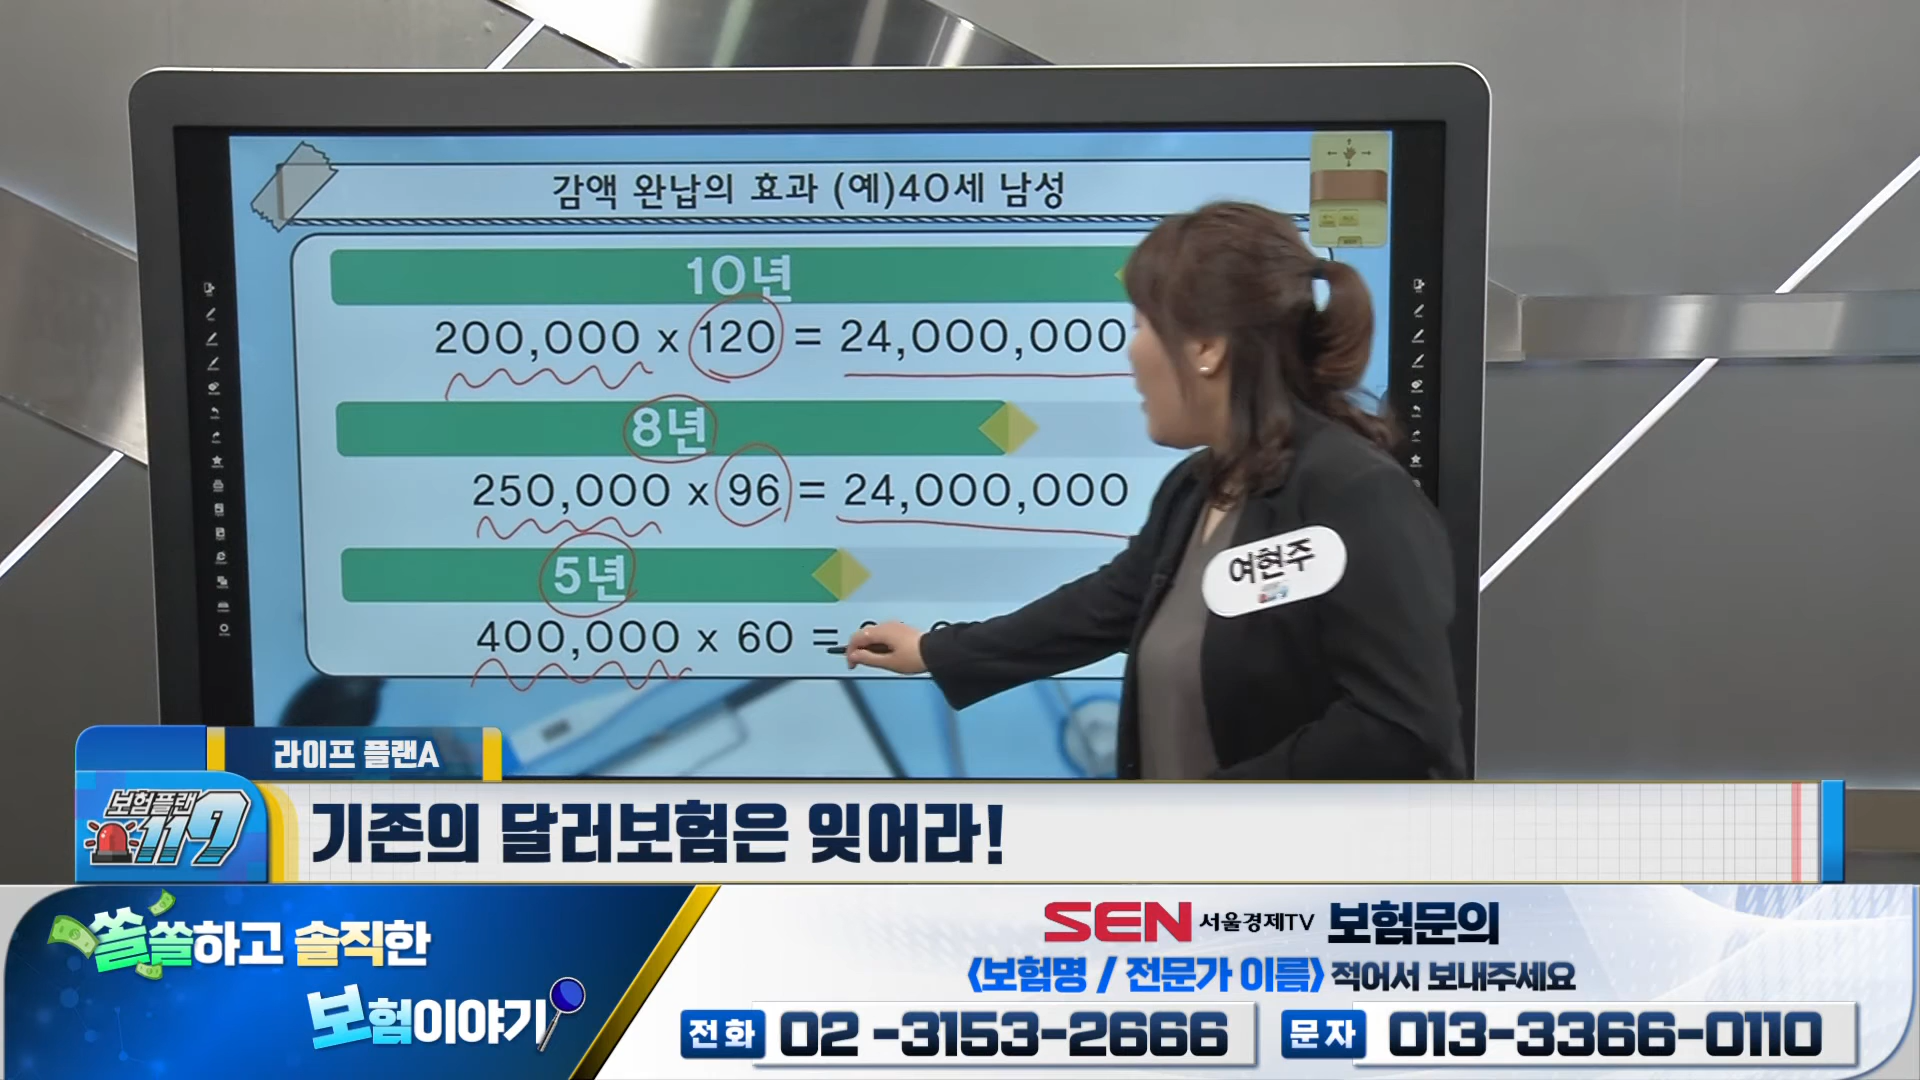 감액 완납의 효과 (예)40세 남성
10년
200,000 x 120 = 24,000,000
8년
250,000 x 96 = 24,000,000
5년
400,000 x 60 =
여현주
라이프 플랜A
보험플랜
119
기존의 달러보험은 잊어라!
쏠쏠하고 솔직한
보험이야기
SEN 서울경제TV 보험문의
<보험명 / 전문가 이름> 적어서 보내주세요
전화 02-3153-2666 문자 013-3366-0110